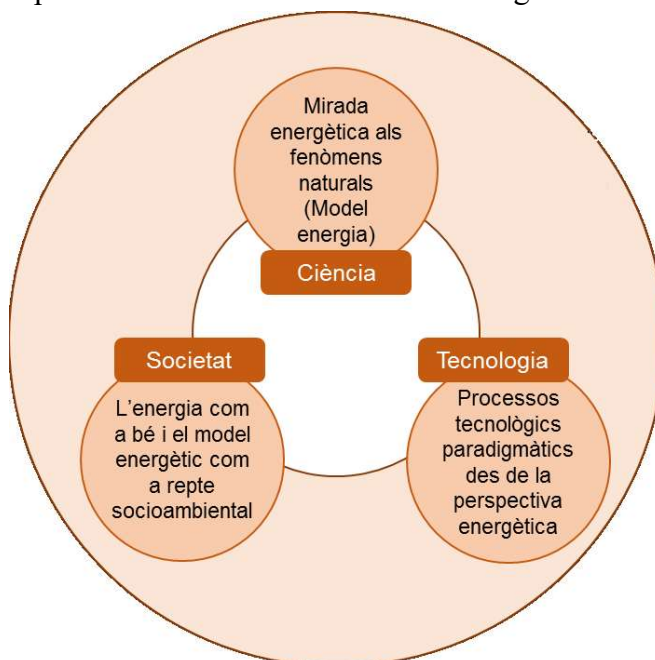 Mirada
energètica als
fenòmens
naturals
(Model
energia)
Ciència
Societat
L'energia com
a bé i el model
energètic com
a repte
socioambiental
Tecnologia
Processos
tecnològics
paradigmàtics
des de la
perspectiva
energètica